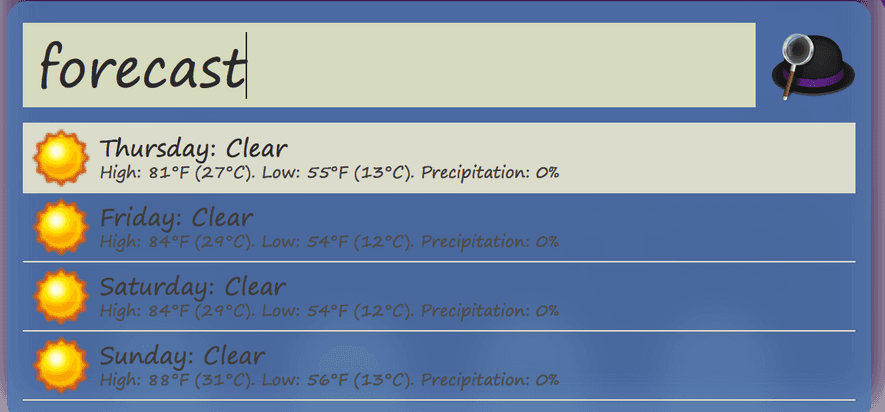 forecast
Thursday: Clear
High: 81°F (27°C). Low: 55°F (13°C). Precipitation: 0%
Friday: Clear
High: 84°F (29°C). Low: 54°F (12°C). Precipitation: 0%
Saturday: Clear
High: 84°F (29°C). Low: 54°F (12°C). Precipitation: 0%
Sunday: Clear
High: 88°F (31°C). Low: 56°F (13°C). Precipitation: 0%